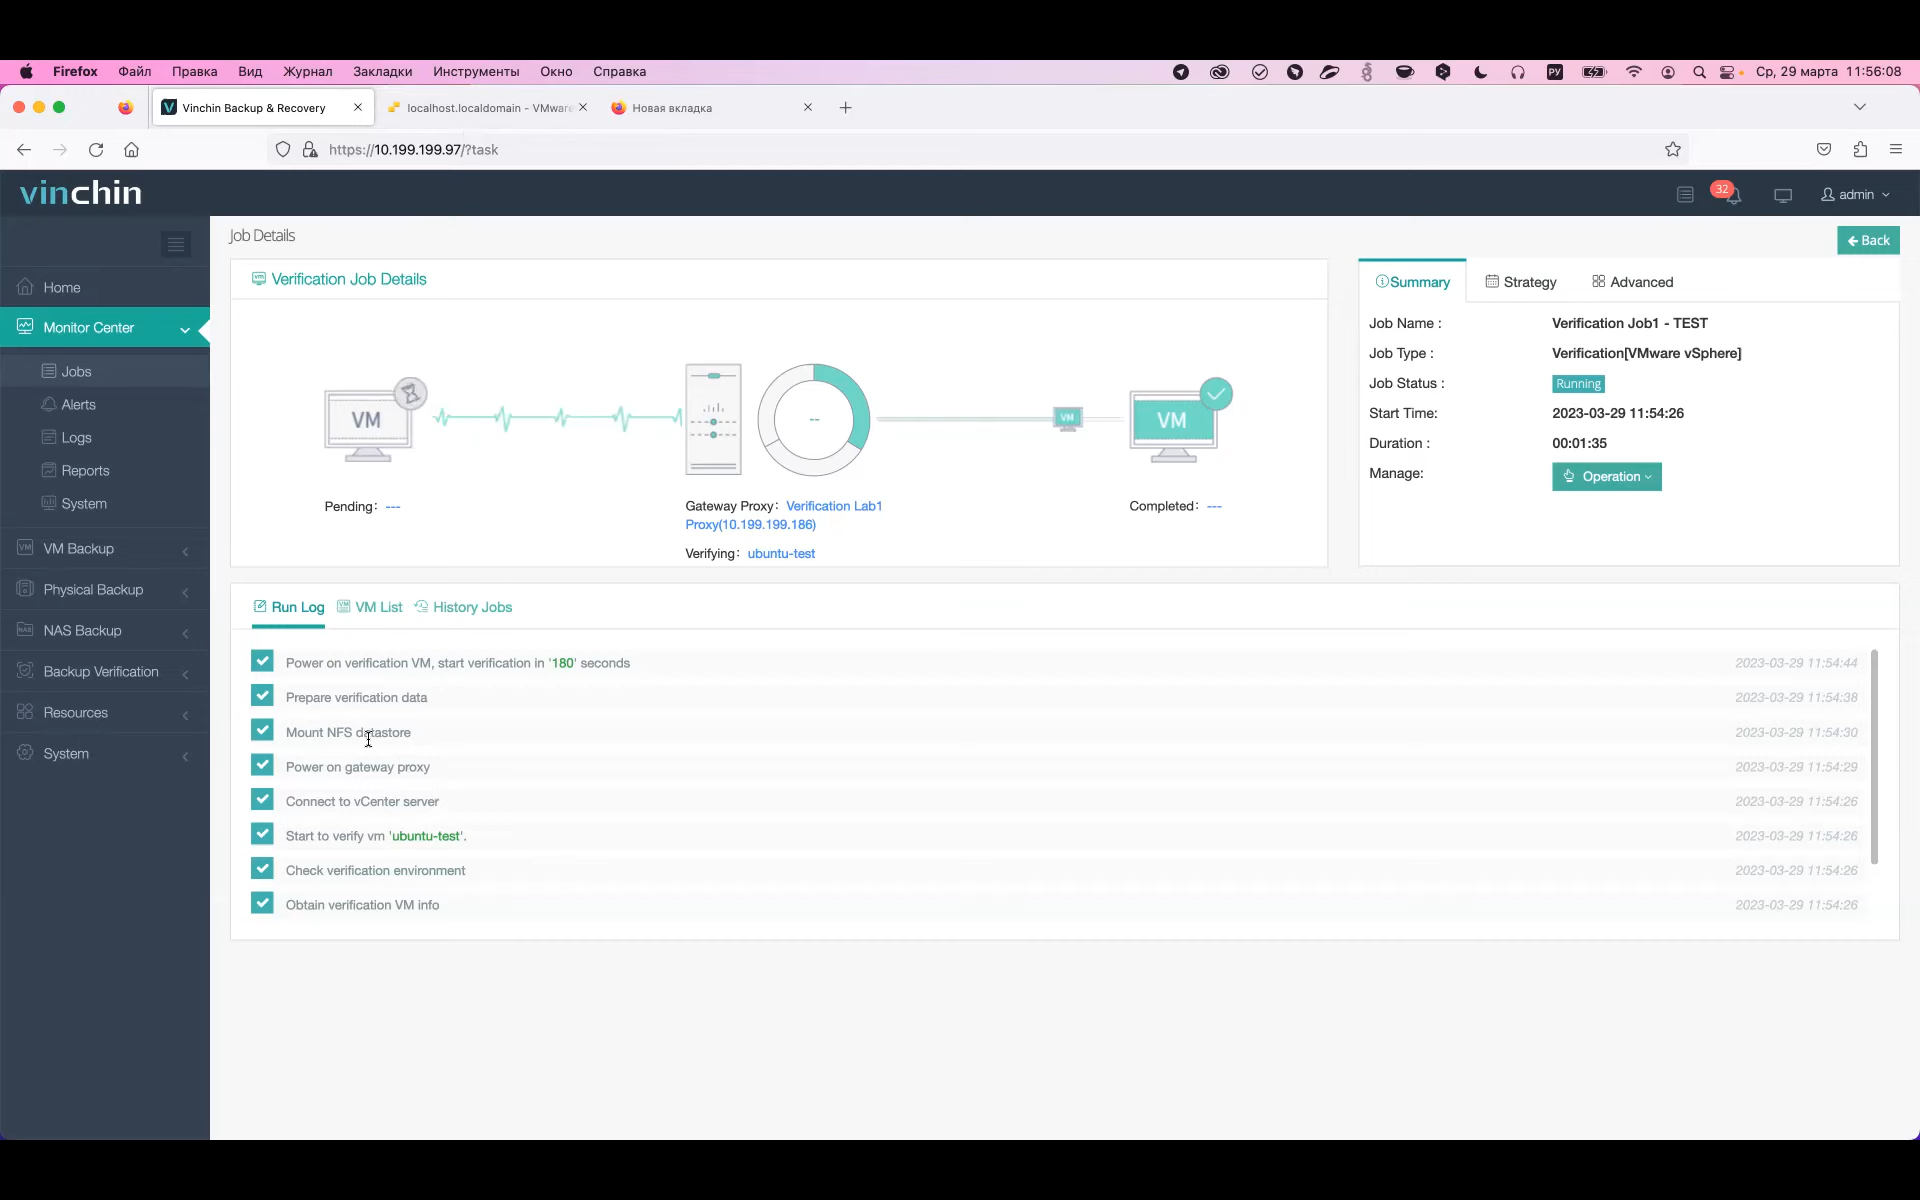 Firefox Файл Правка Вид Журнал Закладки Инструменты Окно Справка РУ Ср, 29 марта 11:56:08
Vinchin Backup & Recovery localhost.localdomain - VMware Новая вкладка
https://10.199.199.97/?task
vinchin 32 admin
Job Details
Back
Home
Monitor Center
Jobs
Alerts
Logs
Reports
System
VM Backup
Physical Backup
NAS Backup
Backup Verification
Resources
System
Verification Job Details
VM
--
VM
VM
Pending: ---
Gateway Proxy: Verification Lab1
Proxy(10.199.199.186)
Verifying: ubuntu-test
Completed: ---
Summary Strategy Advanced
Job Name : Verification Job1 - TEST
Job Type : Verification[VMware vSphere]
Job Status : Running
Start Time: 2023-03-29 11:54:26
Duration : 00:01:35
Manage: Operation
Run Log VM List History Jobs
Power on verification VM, start verification in '180' seconds 2023-03-29 11:54:44
Prepare verification data 2023-03-29 11:54:38
Mount NFS datastore 2023-03-29 11:54:30
Power on gateway proxy 2023-03-29 11:54:29
Connect to vCenter server 2023-03-29 11:54:26
Start to verify vm 'ubuntu-test'. 2023-03-29 11:54:26
Check verification environment 2023-03-29 11:54:26
Obtain verification VM info 2023-03-29 11:54:26